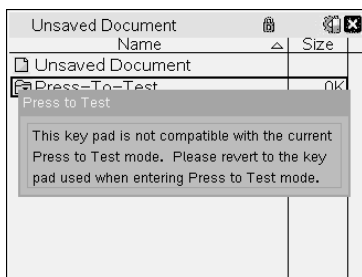 Unsaved Document
Name Size
Unsaved Document
Press-To-Test 0K
Press to Test
This key pad is not compatible with the current
Press to Test mode. Please revert to the key
pad used when entering Press to Test mode.